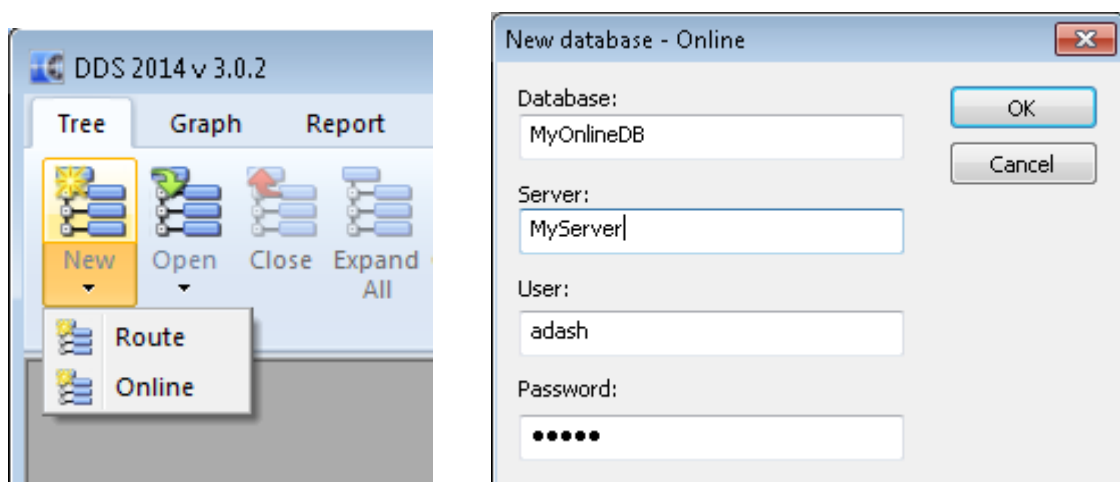 DDS 2014 v 3.0.2
Tree Graph Report
New Open Close Expand All
Route
Online
New database - Online
Database:
MyOnlineDB
OK
Cancel
Server:
MyServer
User:
adash
Password:
•••••